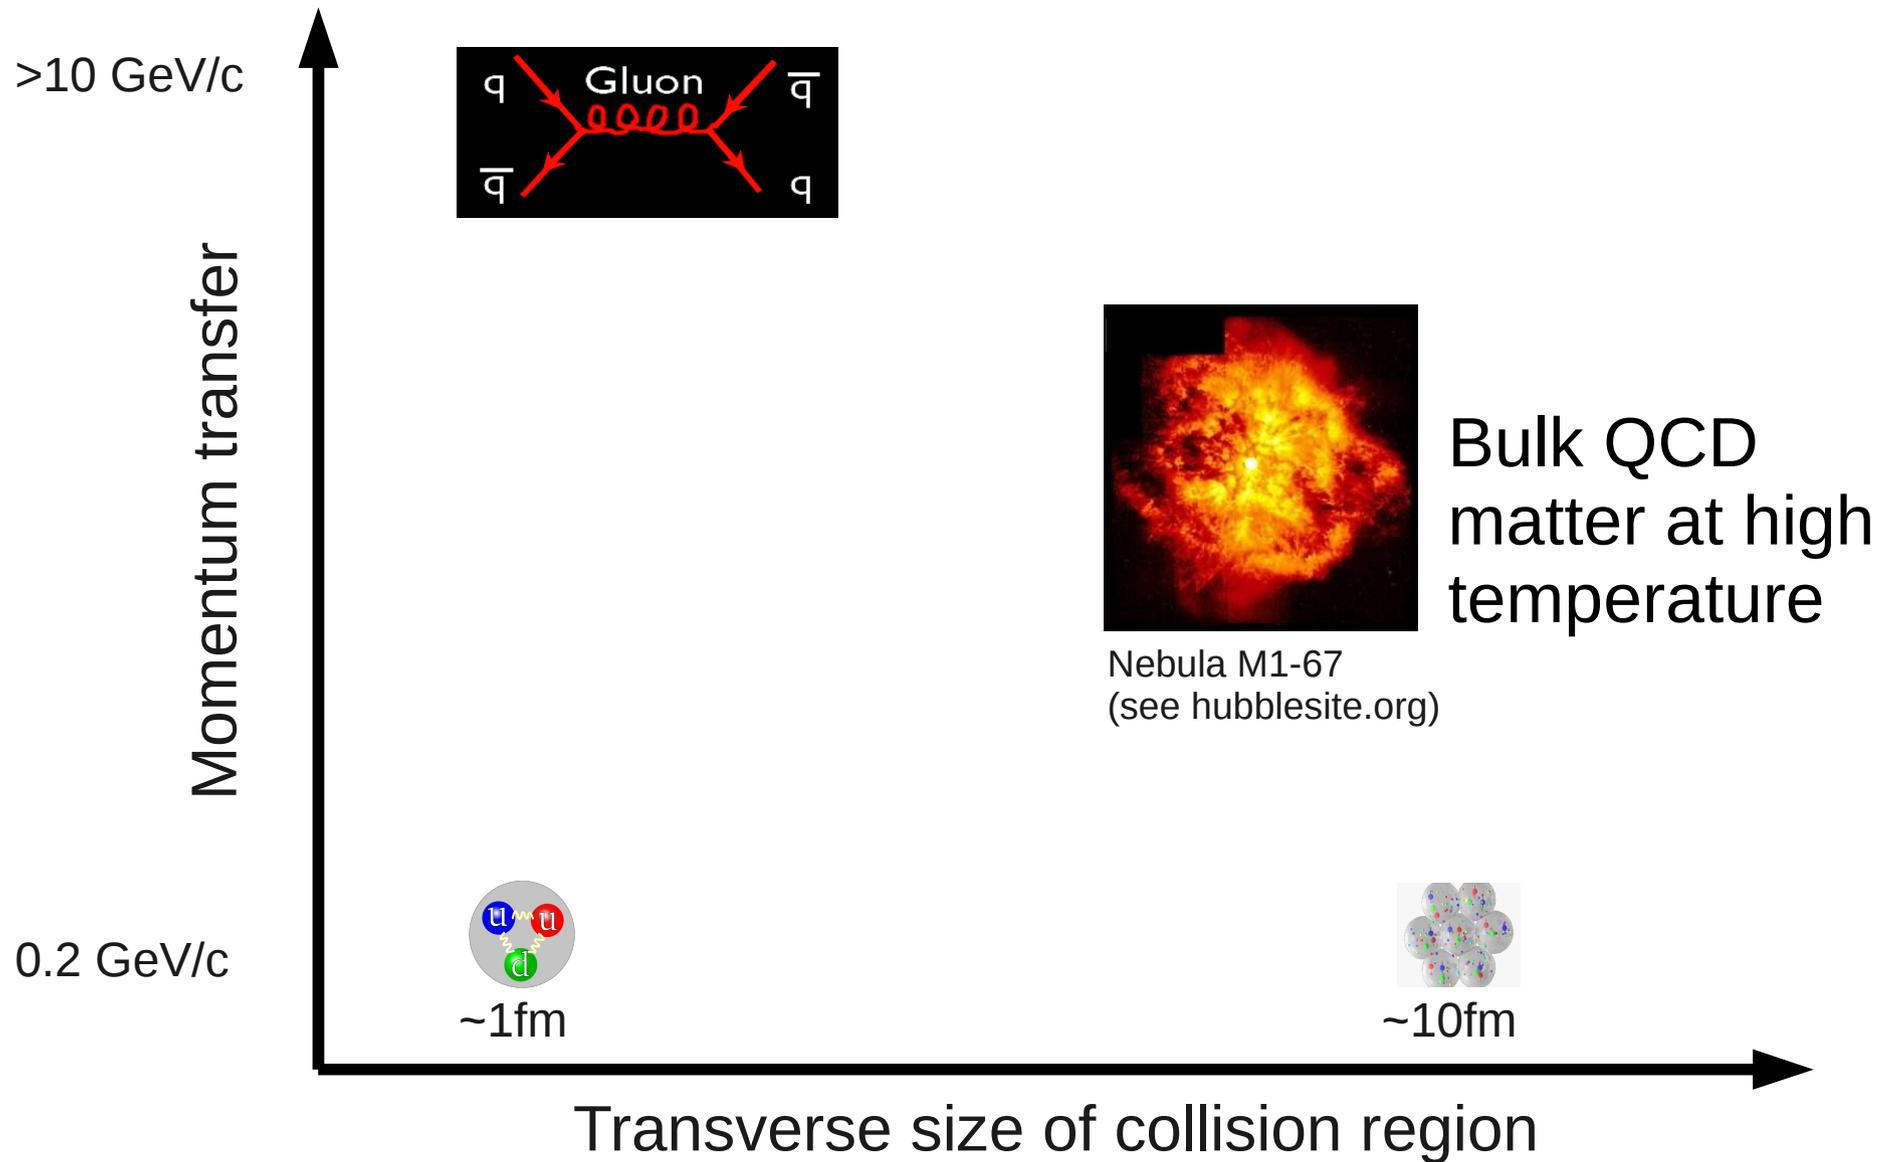 >10 GeV/c
q Gluon q̅
q̅ q
Momentum transfer
Bulk QCD
matter at high
temperature
Nebula M1-67
(see hubblesite.org)
u u
d
0.2 GeV/c
~1fm
~10fm
Transverse size of collision region